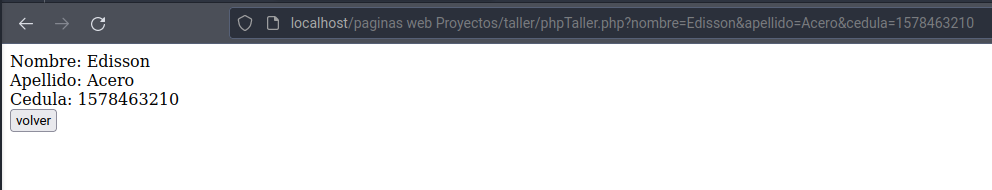 localhost/paginas web Proyectos/taller/phpTaller.php?nombre=Edisson&apellido=Acero&cedula=1578463210
Nombre: Edisson
Apellido: Acero
Cedula: 1578463210
volver